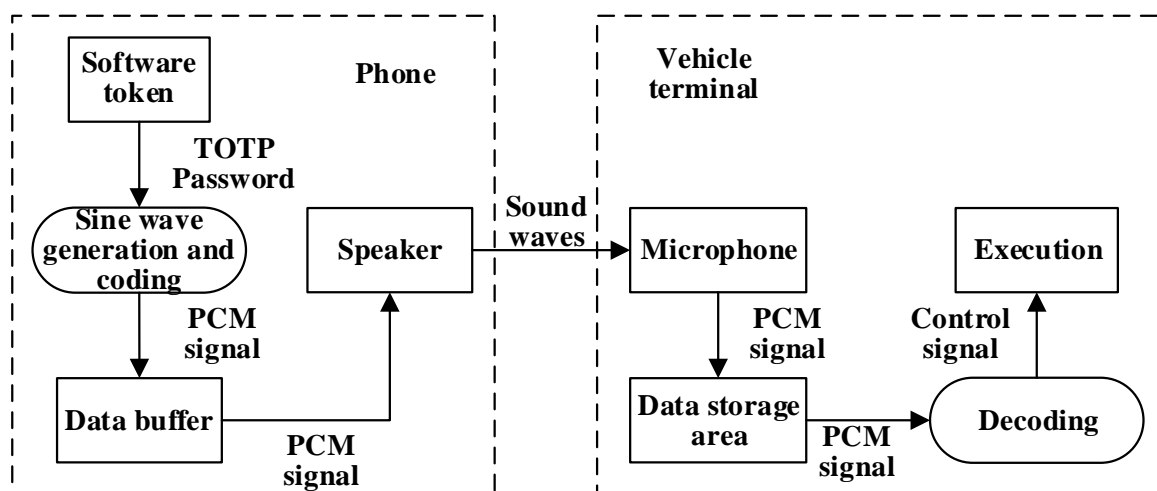 Software
token
Phone
TOTP
Password
Sine wave
generation and
coding
PCM
signal
Data buffer
PCM
signal
Speaker
Sound
waves
Vehicle
terminal
Microphone
PCM
signal
Data storage
area
PCM
signal
Decoding
Control
signal
Execution